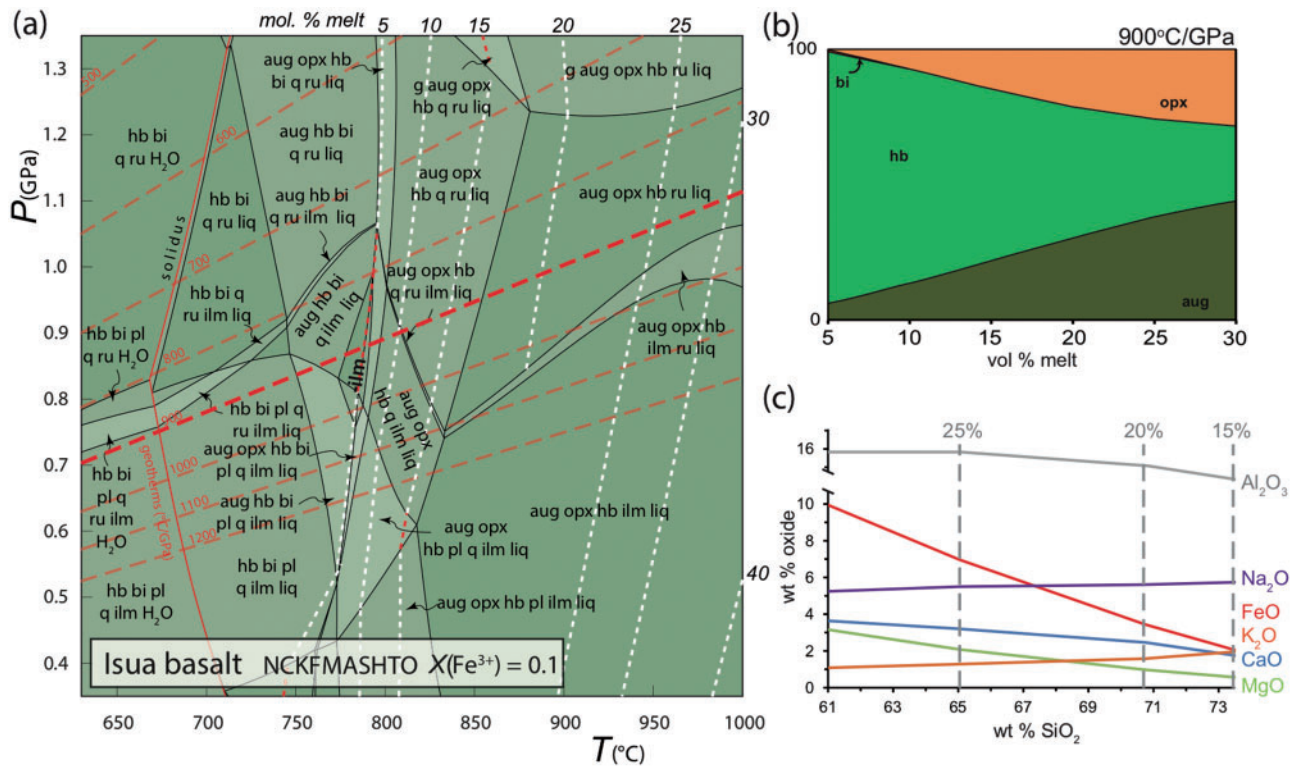 (a)
mol. % melt
5
10
15
20
25
30
40
P(GPa)
1.3
1.2
1.1
1.0
0.9
0.8
0.7
0.6
0.5
0.4
500
600
700
800
1000
1100
1200
geotherms (°C/GPa)
solidus
aug opx hb
bi q ru liq
g aug opx
hb q ru liq
g aug opx hb ru liq
hb bi
q ru H2O
aug hb bi
q ru liq
aug opx
hb q ru liq
aug opx hb ru liq
hb bi
q ru liq
aug hb bi
q ru ilm liq
hb bi q
ru ilm liq
aug hb bi
q ilm liq
aug opx hb
q ru ilm liq
ilm
aug opx hb
ilm ru liq
hb bi pl
q ru H2O
hb bi pl q
ru ilm liq
aug opx
hb q ilm liq
hb bi
pl q
ru ilm
H2O
aug opx hb bi
pl q ilm liq
aug hb bi
pl q ilm liq
aug opx
hb pl q ilm liq
aug opx hb ilm liq
hb bi pl
q ilm H2O
hb bi pl
q ilm liq
aug opx hb pl ilm liq
Isua basalt NCKFMASHTO X(Fe3+) = 0.1
650 700 750 800 850 900 950 1000
T(°C)
(b)
900°C/GPa
100
0
bi
opx
hb
aug
5 10 15 20 25 30
vol % melt
(c)
25% 20% 15%
16
10
8
6
4
2
0
wt % oxide
Al2O3
Na2O
FeO
K2O
CaO
MgO
61 63 65 67 69 71 73
wt % SiO2